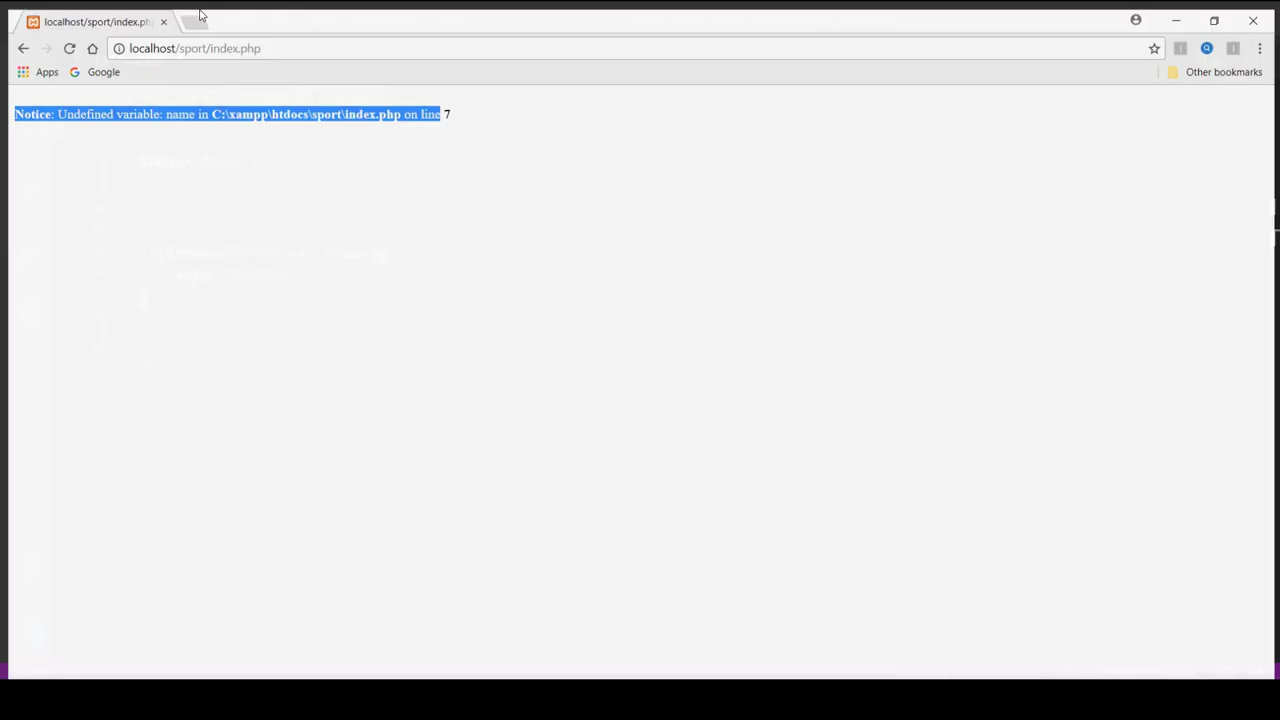 localhost/sport/index.ph
localhost/sport/index.php
Apps
Google
Other bookmarks
Notice: Undefined variable: name in C:\xampp\htdocs\sport\index.php on line 7